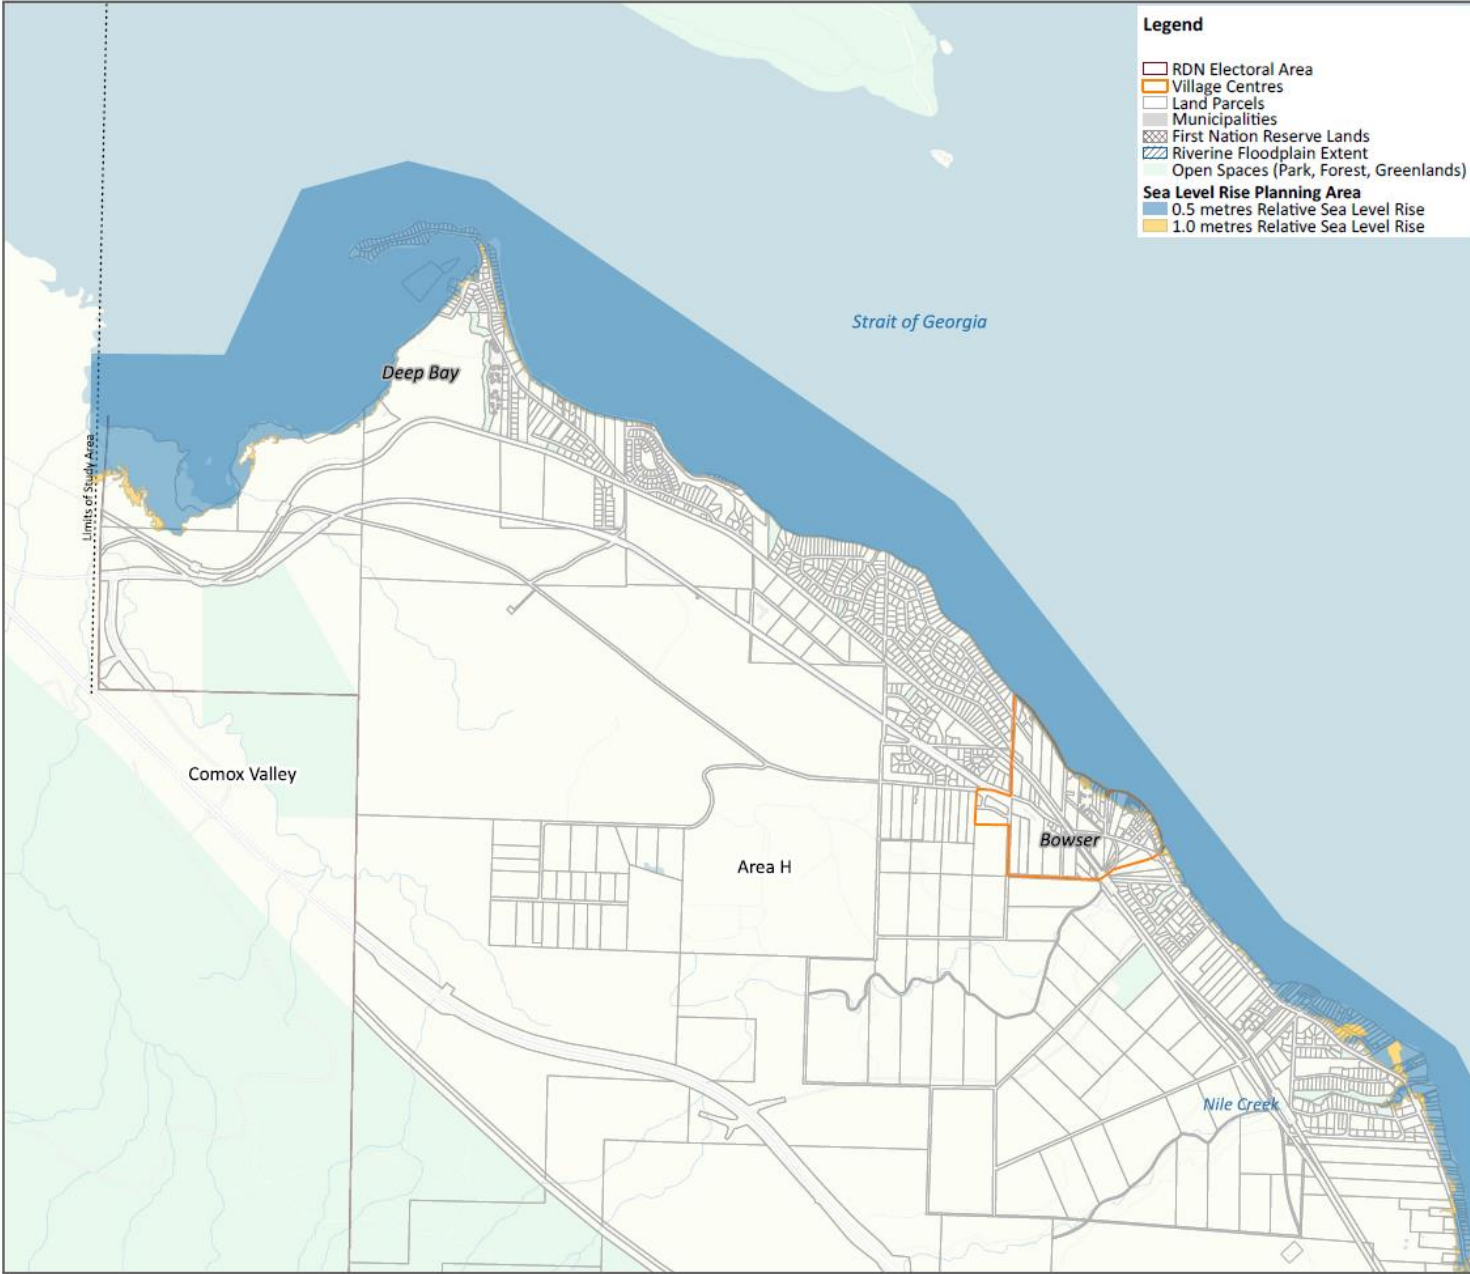 Legend
RDN Electoral Area
Village Centres
Land Parcels
Municipalities
First Nation Reserve Lands
Riverine Floodplain Extent
Open Spaces (Park, Forest, Greenlands)
Sea Level Rise Planning Area
0.5 metres Relative Sea Level Rise
1.0 metres Relative Sea Level Rise
Strait of Georgia
Deep Bay
Limits of Study Area
Comox Valley
Bowser
Area H
Nile Creek